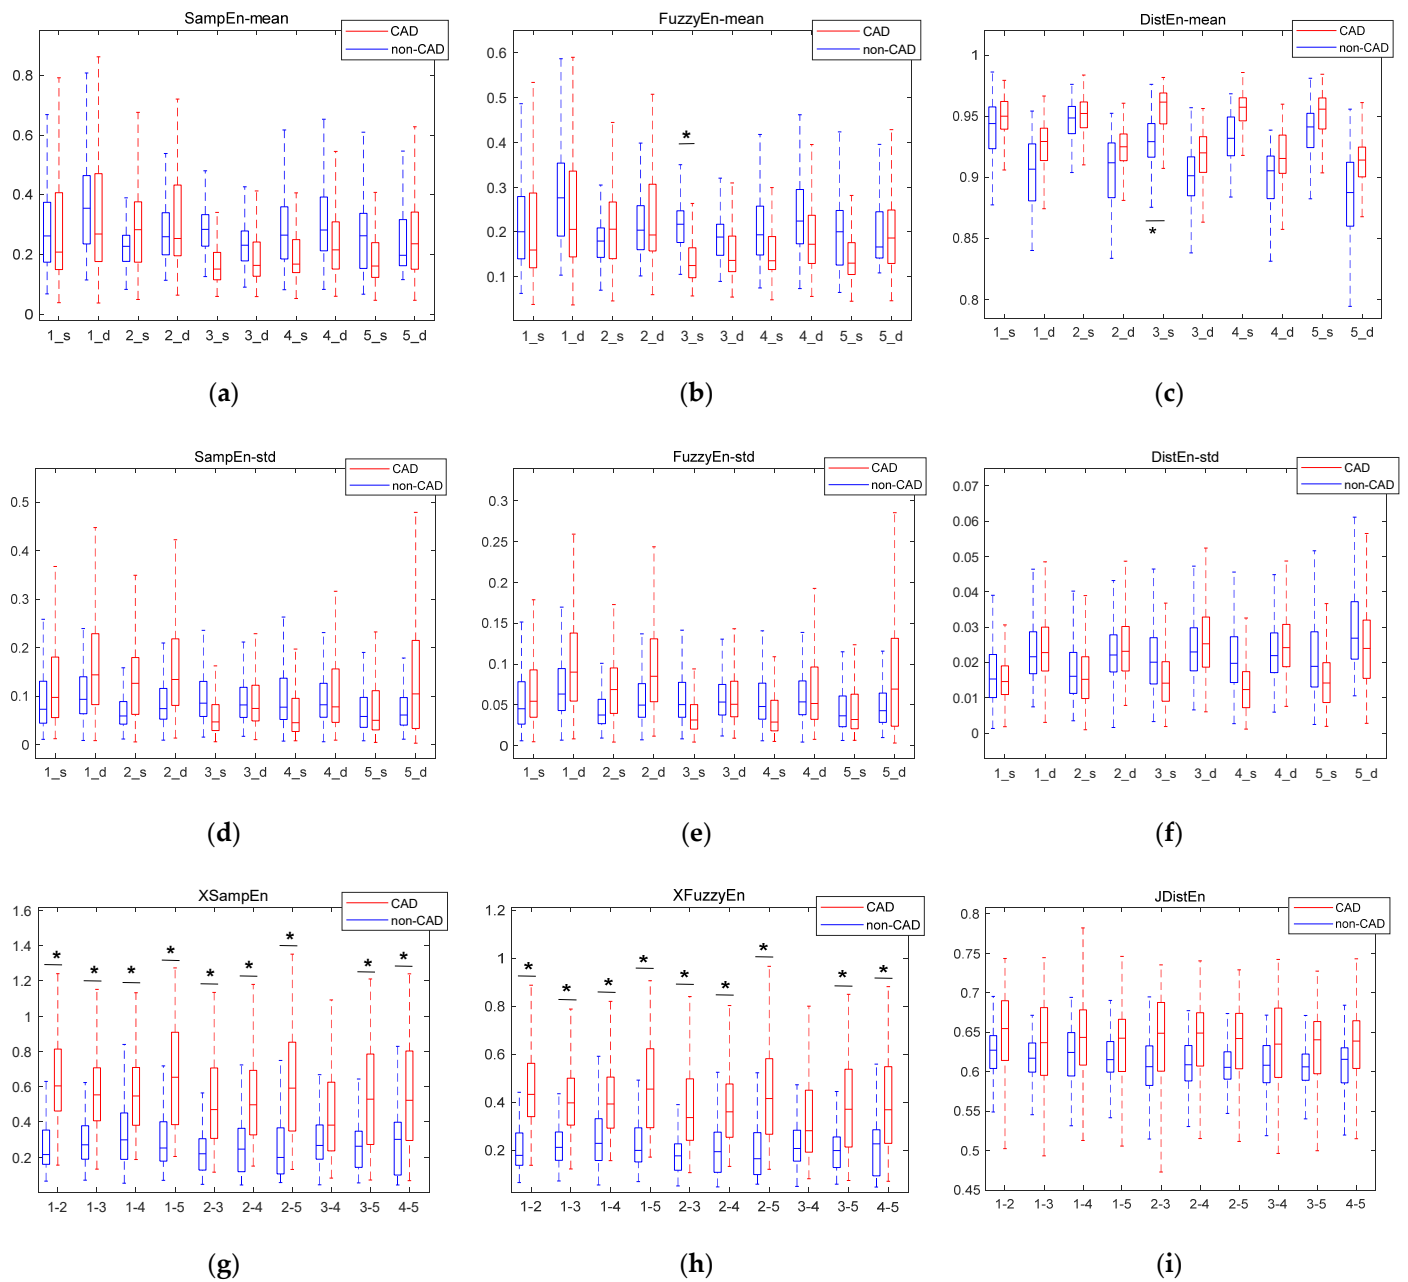 SampEn-mean
CAD
non-CAD
0.8
0.6
0.4
0.2
0
1_s 1_d 2_s 2_d 3_s 3_d 4_s 4_d 5_s 5_d
(a)
FuzzyEn-mean
CAD
non-CAD
0.6
0.5
0.4
0.3
0.2
0.1
*
1_s 1_d 2_s 2_d 3_s 3_d 4_s 4_d 5_s 5_d
(b)
DistEn-mean
CAD
non-CAD
1
0.95
0.9
0.85
0.8
*
1_s 1_d 2_s 2_d 3_s 3_d 4_s 4_d 5_s 5_d
(c)
SampEn-std
CAD
non-CAD
0.5
0.4
0.3
0.2
0.1
0
1_s 1_d 2_s 2_d 3_s 3_d 4_s 4_d 5_s 5_d
(d)
FuzzyEn-std
CAD
non-CAD
0.3
0.25
0.2
0.15
0.1
0.05
0
1_s 1_d 2_s 2_d 3_s 3_d 4_s 4_d 5_s 5_d
(e)
DistEn-std
CAD
non-CAD
0.07
0.06
0.05
0.04
0.03
0.02
0.01
0
1_s 1_d 2_s 2_d 3_s 3_d 4_s 4_d 5_s 5_d
(f)
XSampEn
CAD
non-CAD
1.6
1.4
1.2
1
0.8
0.6
0.4
0.2
* * * * * * * * *
1-2 1-3 1-4 1-5 2-3 2-4 2-5 3-4 3-5 4-5
(g)
XFuzzyEn
CAD
non-CAD
1.2
1
0.8
0.6
0.4
0.2
* * * * * * * * *
1-2 1-3 1-4 1-5 2-3 2-4 2-5 3-4 3-5 4-5
(h)
JDistEn
CAD
non-CAD
0.8
0.75
0.7
0.65
0.6
0.55
0.5
0.45
1-2 1-3 1-4 1-5 2-3 2-4 2-5 3-4 3-5 4-5
(i)